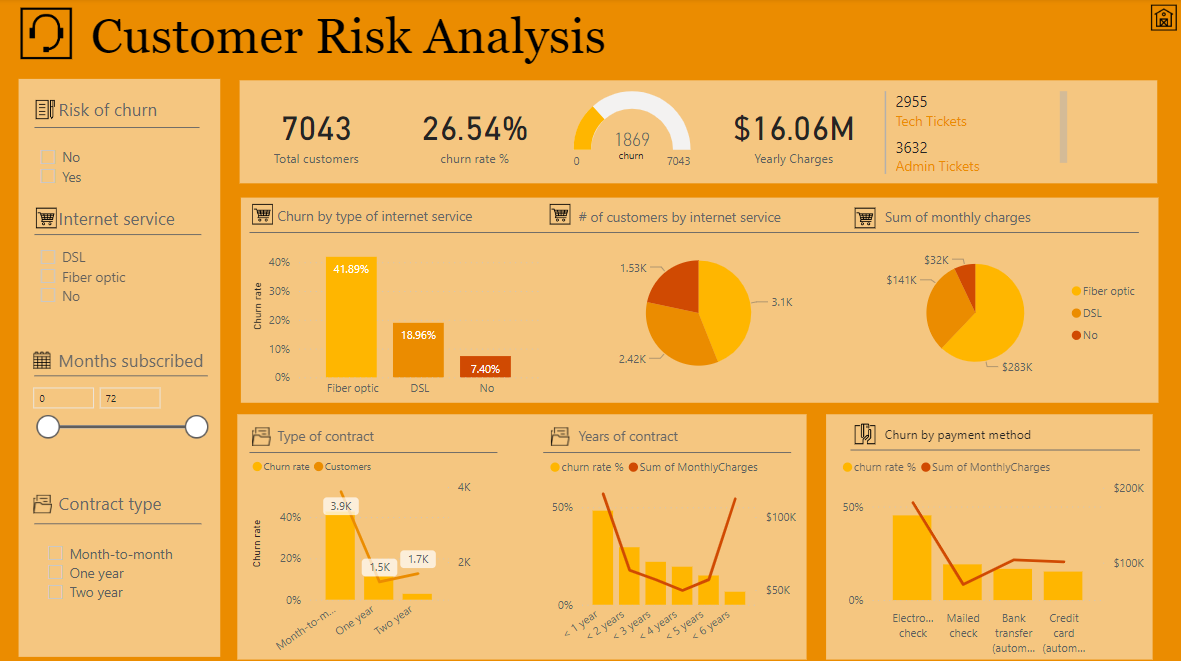 Customer Risk Analysis
Risk of churn
No
Yes
Internet service
DSL
Fiber optic
No
Months subscribed
0
72
Contract type
Month-to-month
One year
Two year
7043
Total customers
26.54%
churn rate %
1869
churn
0
7043
$16.06M
Yearly Charges
2955
Tech Tickets
3632
Admin Tickets
Churn by type of internet service
Churn rate
40%
30%
20%
10%
0%
41.89%
18.96%
7.40%
Fiber optic
DSL
No
# of customers by internet service
1.53K
3.1K
2.42K
Sum of monthly charges
$32K
$141K
$283K
Fiber optic
DSL
No
Type of contract
Churn rate
Customers
Churn rate
40%
20%
0%
4K
2K
3.9K
1.5K
1.7K
Month-to-m...
One year
Two year
Years of contract
churn rate %
Sum of MonthlyCharges
50%
0%
$100K
$50K
< 1 year
< 2 years
< 3 years
< 4 years
< 5 years
< 6 years
Churn by payment method
churn rate %
Sum of MonthlyCharges
50%
0%
$200K
$100K
Electro...
check
Mailed
check
Bank
transfer
(autom...
Credit
card
(autom...